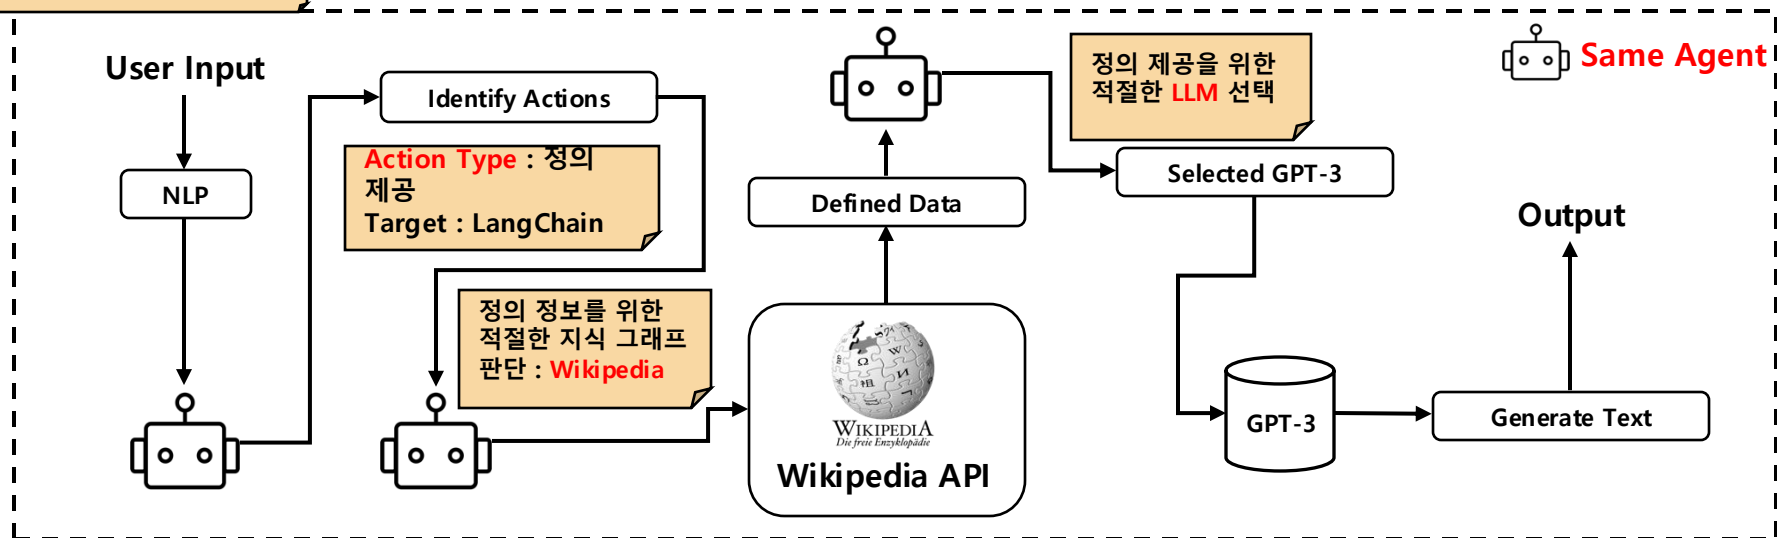 User Input
NLP
Identify Actions
Action Type : 정의
제공
Target : LangChain
정의 정보를 위한
적절한 지식 그래프
판단 : Wikipedia
WIKIPEDIA
Die freie Enzyklopädie
Wikipedia API
Defined Data
정의 제공을 위한
적절한 LLM 선택
Selected GPT-3
GPT-3
Generate Text
Output
Same Agent